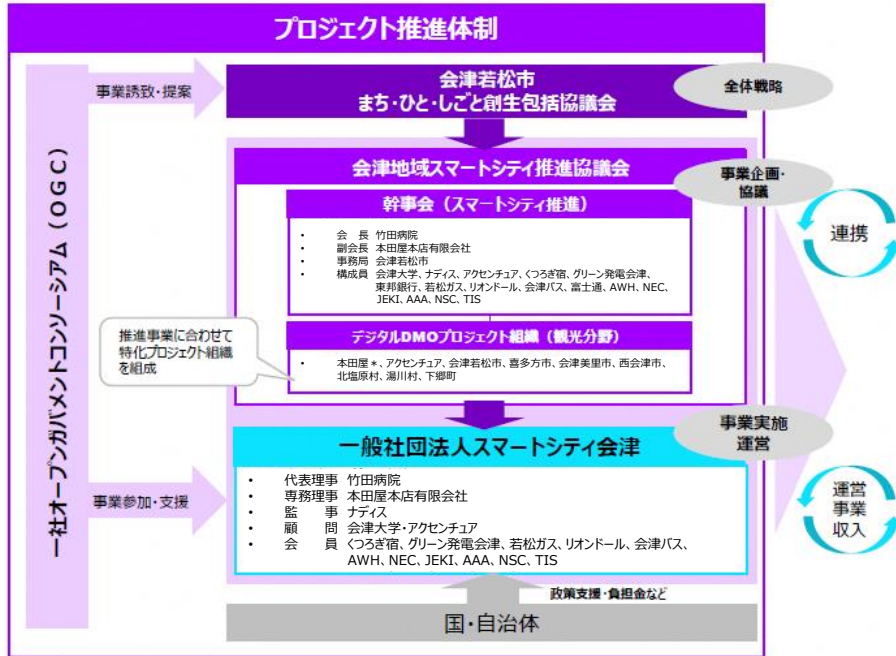 プロジェクト推進体制
一社オープンガバメントコンソーシアム（OGC）
事業誘致・提案
会津若松市
まち・ひと・しごと創生包括協議会
全体戦略
会津地域スマートシティ推進協議会
事業企画・
協議
幹事会（スマートシティ推進）
・ 会　長 竹田病院
・ 副会長 本田屋本店有限会社
・ 事務局 会津若松市
・ 構成員 会津大学、ナディス、アクセンチュア、くつろぎ宿、グリーン発電会津、
東邦銀行、若松ガス、リオンドール、会津バス、富士通、AWH、NEC、
JEKI、AAA、NSC、TIS
連携
推進事業に合わせて
特化プロジェクト組織
を組成
デジタルDMOプロジェクト組織（観光分野）
・ 本田屋＊、アクセンチュア、会津若松市、喜多方市、会津美里市、西会津市、
北塩原村、湯川村、下郷町
事業実施
運営
一般社団法人スマートシティ会津
・ 代表理事 竹田病院
・ 専務理事 本田屋本店有限会社
・ 監　　事 ナディス
・ 顧　　問 会津大学・アクセンチュア
・ 会　　員 くつろぎ宿、グリーン発電会津、若松ガス、リオンドール、会津バス、
AWH、NEC、JEKI、AAA、NSC、TIS
事業参加・支援
運営
事業
収入
政策支援・負担金など
国・自治体